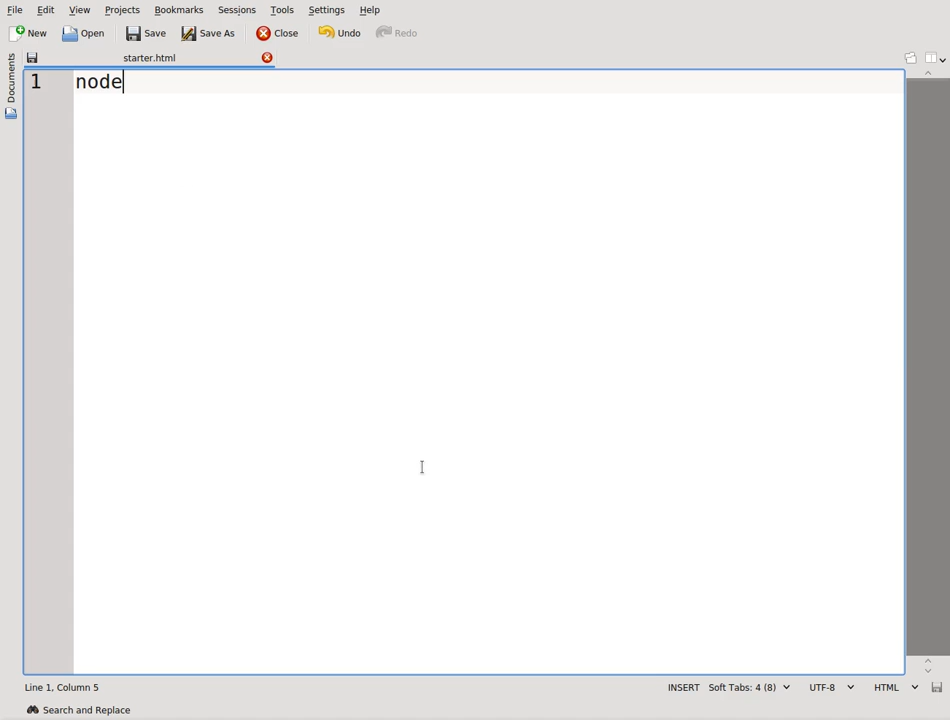 File Edit View Projects Bookmarks Sessions Tools Settings Help
New Open Save Save As Close Undo Redo
starter.html
Documents
1 node
Line 1, Column 5 INSERT Soft Tabs: 4 (8) UTF-8 HTML
Search and Replace